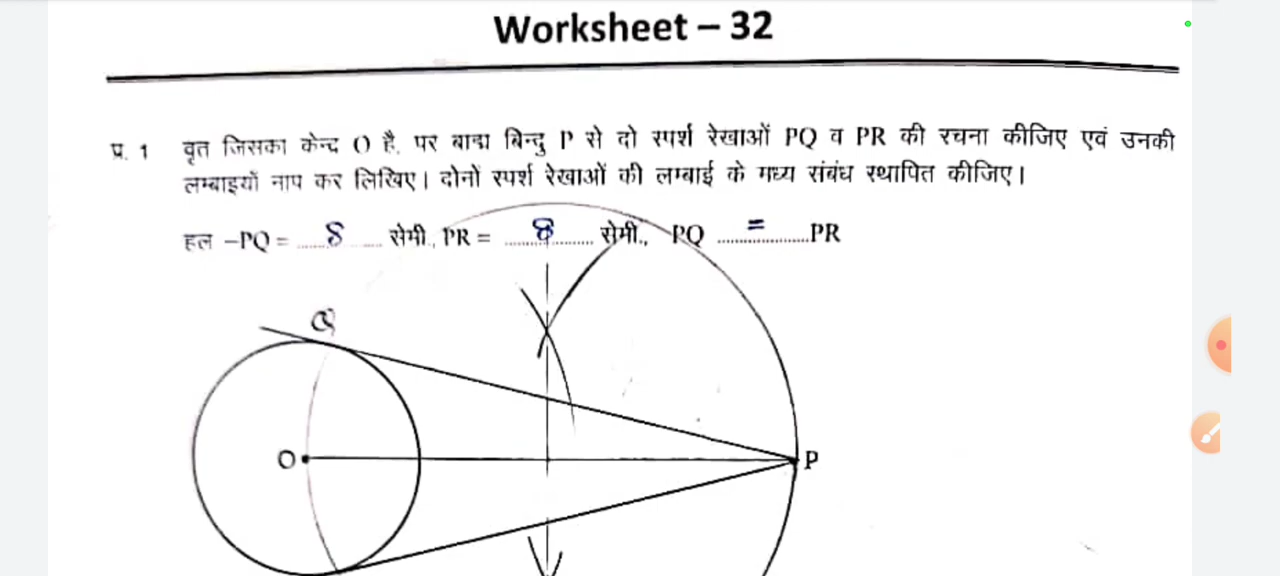 Worksheet – 32
प्र. 1 वृत जिसका केन्द्र O है, पर बाह्य बिन्दु P से दो स्पर्श रेखाओं PQ व PR की रचना कीजिए एवं उनकी
लम्बाइयाँ नाप कर लिखिए। दोनों स्पर्श रेखाओं की लम्बाई के मध्य संबंध स्थापित कीजिए।
हल –PQ = ...... 8 ...... सेमी., PR = ...... 8 ...... सेमी., PQ ...... = ...... PR
Q
O
P